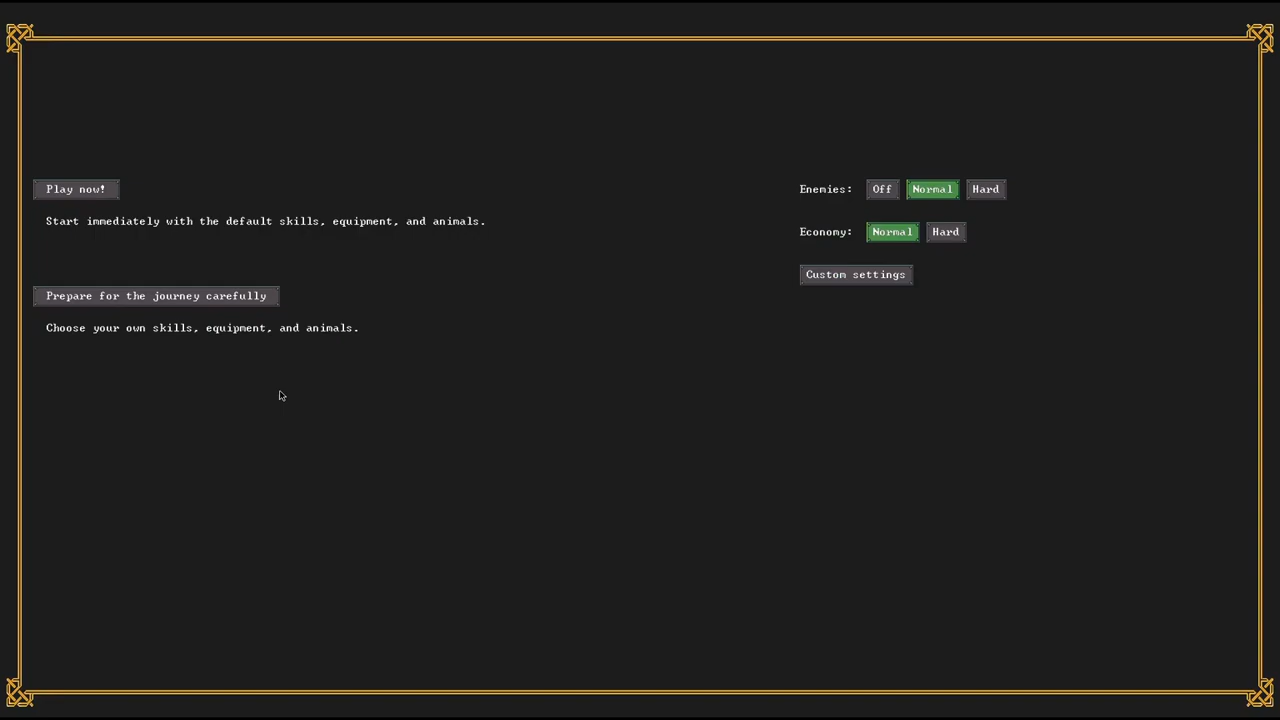 Play now!
Start immediately with the default skills, equipment, and animals.
Prepare for the journey carefully
Choose your own skills, equipment, and animals.
Enemies: Off Normal Hard
Economy: Normal Hard
Custom settings